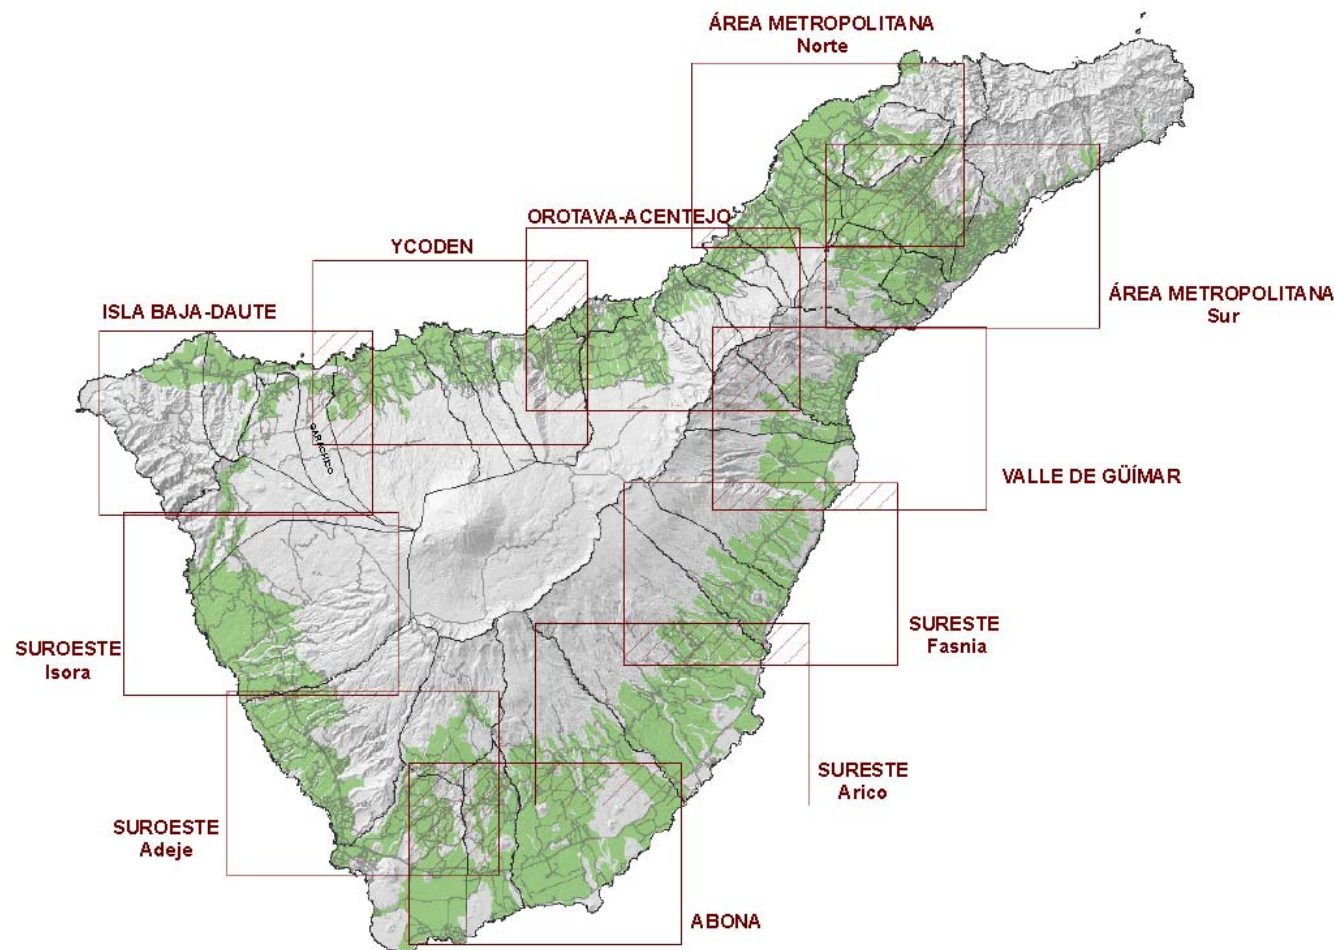 ÁREA METROPOLITANA
Norte
OROTAVA-ACENTEJO
YCODEN
ÁREA METROPOLITANA
Sur
ISLA BAJA-DAUTE
GARACHICO
VALLE DE GÜÍMAR
SURESTE
Fasnia
SUROESTE
Isora
SURESTE
Arico
SUROESTE
Adeje
ABONA